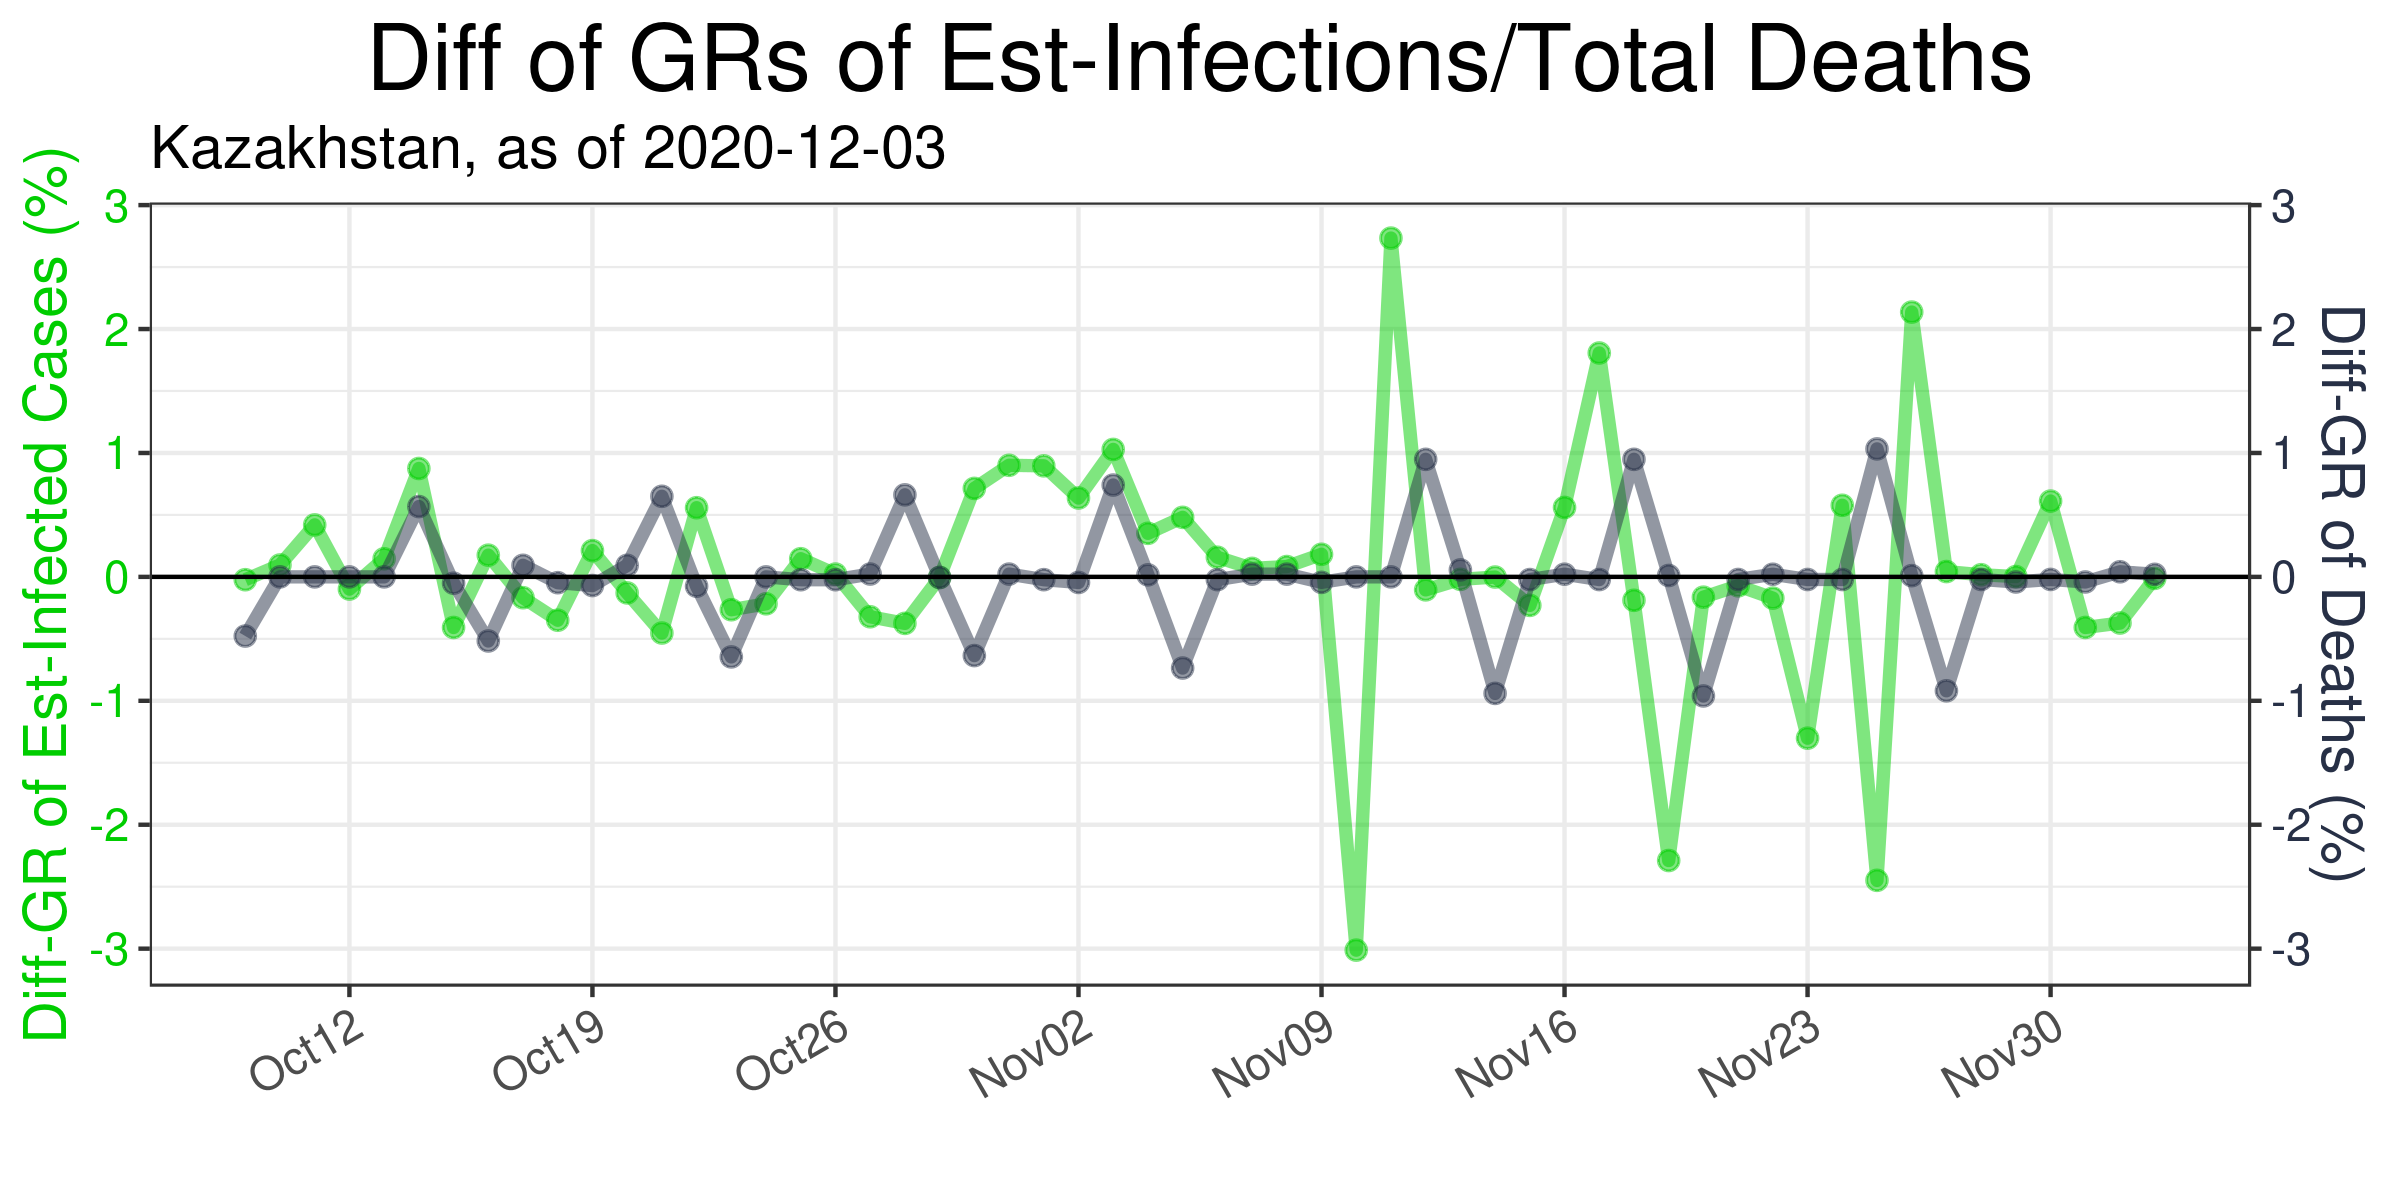 Diff of GRs of Est-Infections/Total Deaths
Kazakhstan, as of 2020-12-03
Diff-GR of Est-Infected Cases (%)
3
2
1
0
-1
-2
-3
3
2
1
0
-1
-2
-3
Diff-GR of Deaths (%)
Oct12
Oct19
Oct26
Nov02
Nov09
Nov16
Nov23
Nov30